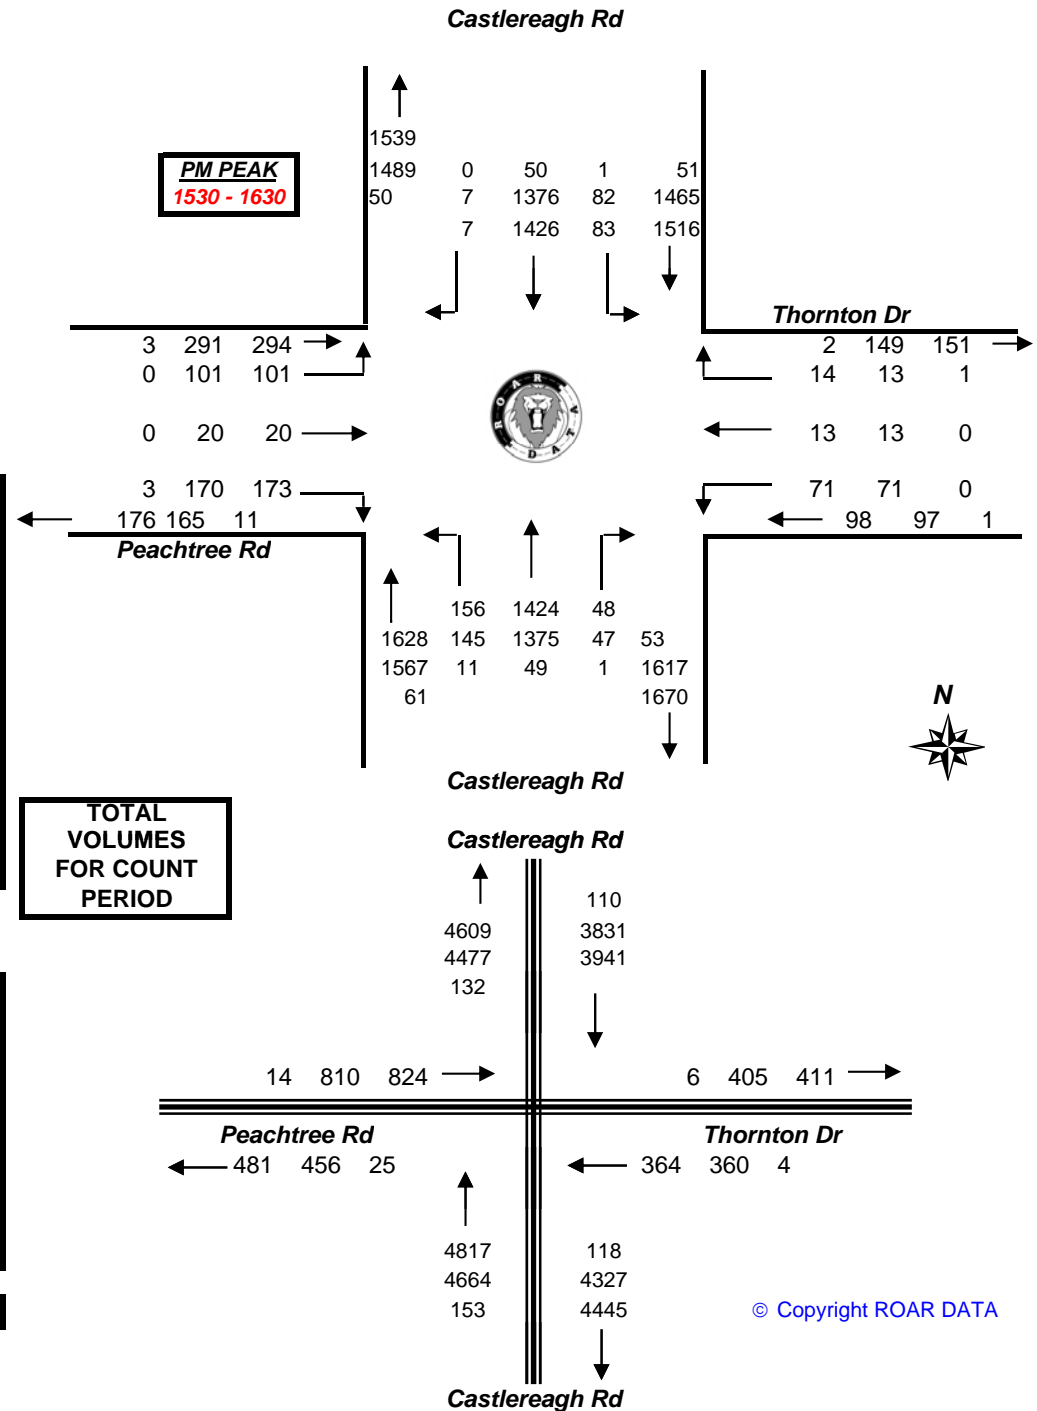 Castlereagh Rd
1539
PM PEAK
1489 0 50 1 51
1530 - 1630
50 7 1376 82 1465
7 1426 83 1516
Thornton Dr
3 291 294
2 149 151
0 101 101
14 13 1
ROAR DATA
0 20 20
13 13 0
3 170 173
71 71 0
176 165 11
98 97 1
Peachtree Rd
156 1424 48
1628 145 1375 47 53
1567 11 49 1 1617
61 1670
N
Castlereagh Rd
TOTAL
VOLUMES
FOR COUNT
PERIOD
Castlereagh Rd
110
4609 3831
4477 3941
132
14 810 824
6 405 411
Peachtree Rd
Thornton Dr
481 456 25
364 360 4
4817 118
4664 4327
153 4445
© Copyright ROAR DATA
Castlereagh Rd